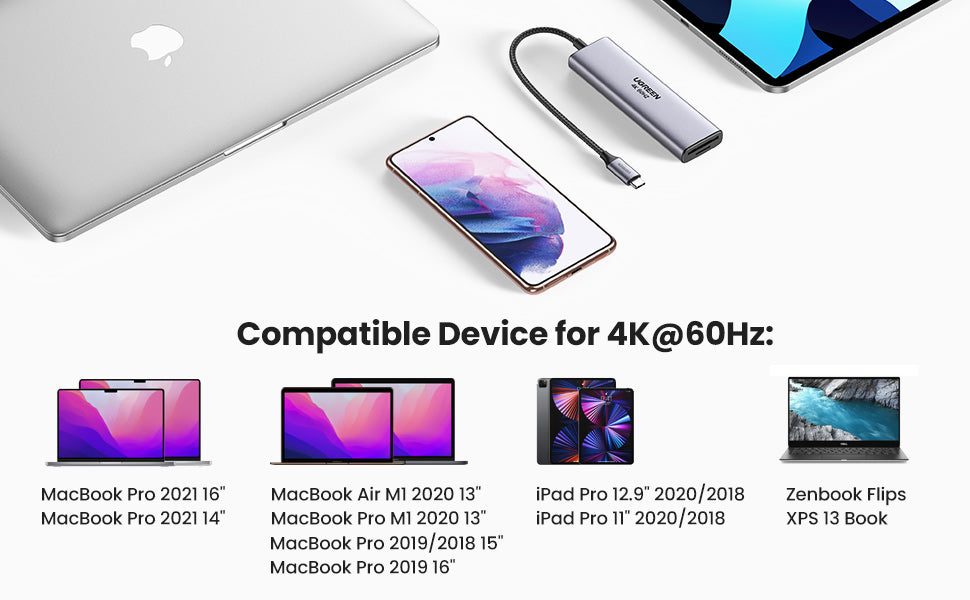 UGREEN
4K 60HZ
Compatible Device for 4K@60Hz:
MacBook Pro 2021 16"
MacBook Pro 2021 14"
MacBook Air M1 2020 13"
MacBook Pro M1 2020 13"
MacBook Pro 2019/2018 15"
MacBook Pro 2019 16"
iPad Pro 12.9" 2020/2018
iPad Pro 11" 2020/2018
Zenbook Flips
XPS 13 Book